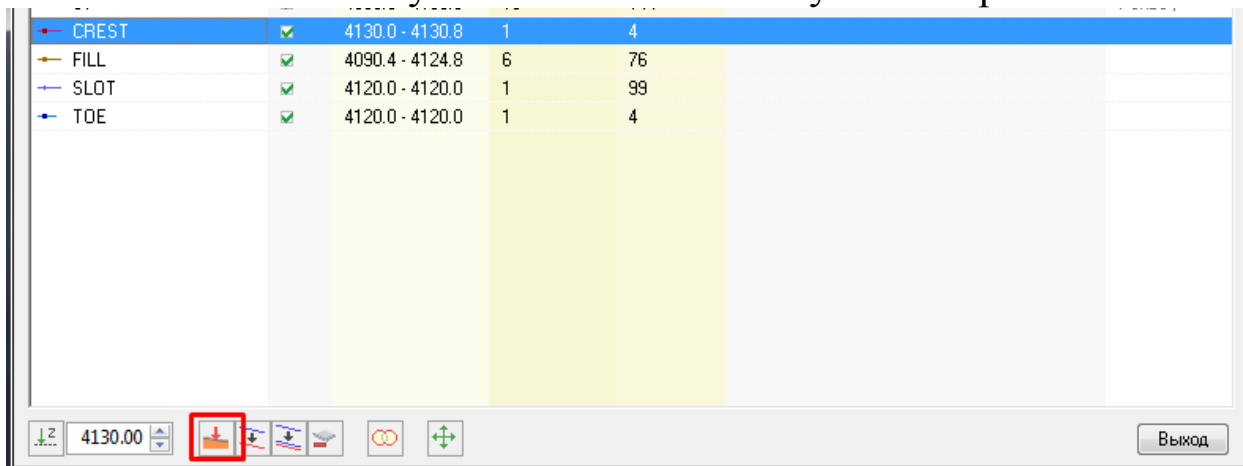 CREST 4130.0 - 4130.8 1 4
FILL 4090.4 - 4124.8 6 76
SLOT 4120.0 - 4120.0 1 99
TOE 4120.0 - 4120.0 1 4
Z 4130.00 Выход